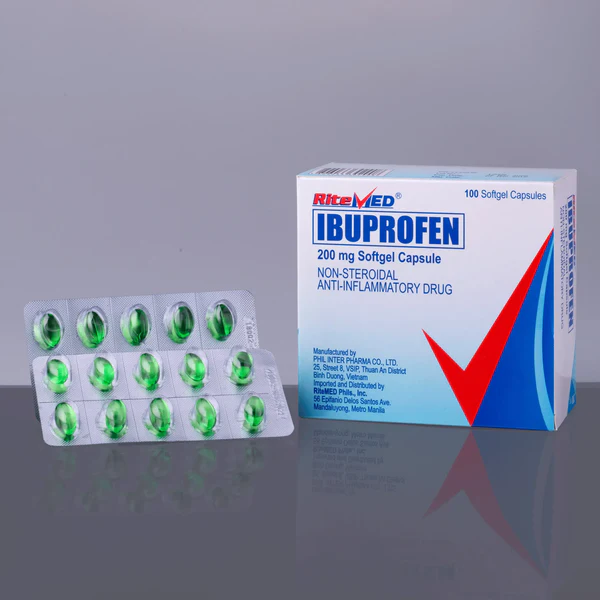 RiteMED®
100 Softgel Capsules
IBUPROFEN
200 mg Softgel Capsule
NON-STEROIDAL
ANTI-INFLAMMATORY DRUG
Manufactured by
PHIL INTER PHARMA CO., LTD.
25, Street 8, VSIP, Thuan An District
Binh Duong, Vietnam
Imported and Distributed by
RiteMED Phils., Inc.
56 Epifanio Delos Santos Ave.
Mandaluyong, Metro Manila